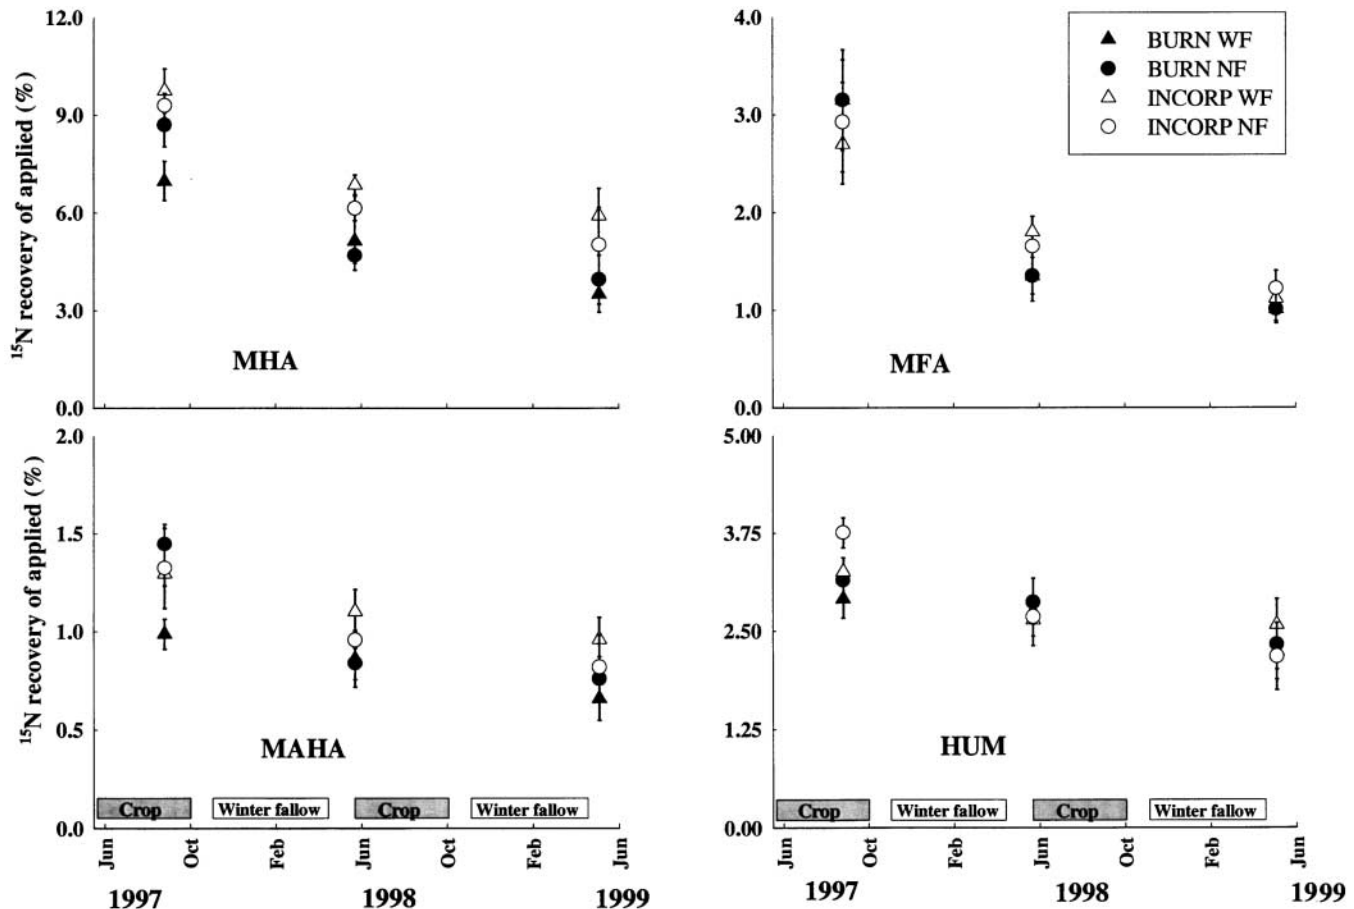 12.0
9.0
6.0
3.0
0.0
¹⁵N recovery of applied (%)
MHA
4.0
3.0
2.0
1.0
0.0
MFA
BURN WF
BURN NF
INCORP WF
INCORP NF
2.0
1.5
1.0
0.5
0.0
¹⁵N recovery of applied (%)
MAHA
Crop Winter fallow Crop Winter fallow
Jun Oct Feb Jun Oct Feb Jun
1997 1998 1999
5.00
3.75
2.50
1.25
0.00
HUM
Crop Winter fallow Crop Winter fallow
Jun Oct Feb Jun Oct Feb Jun
1997 1998 1999